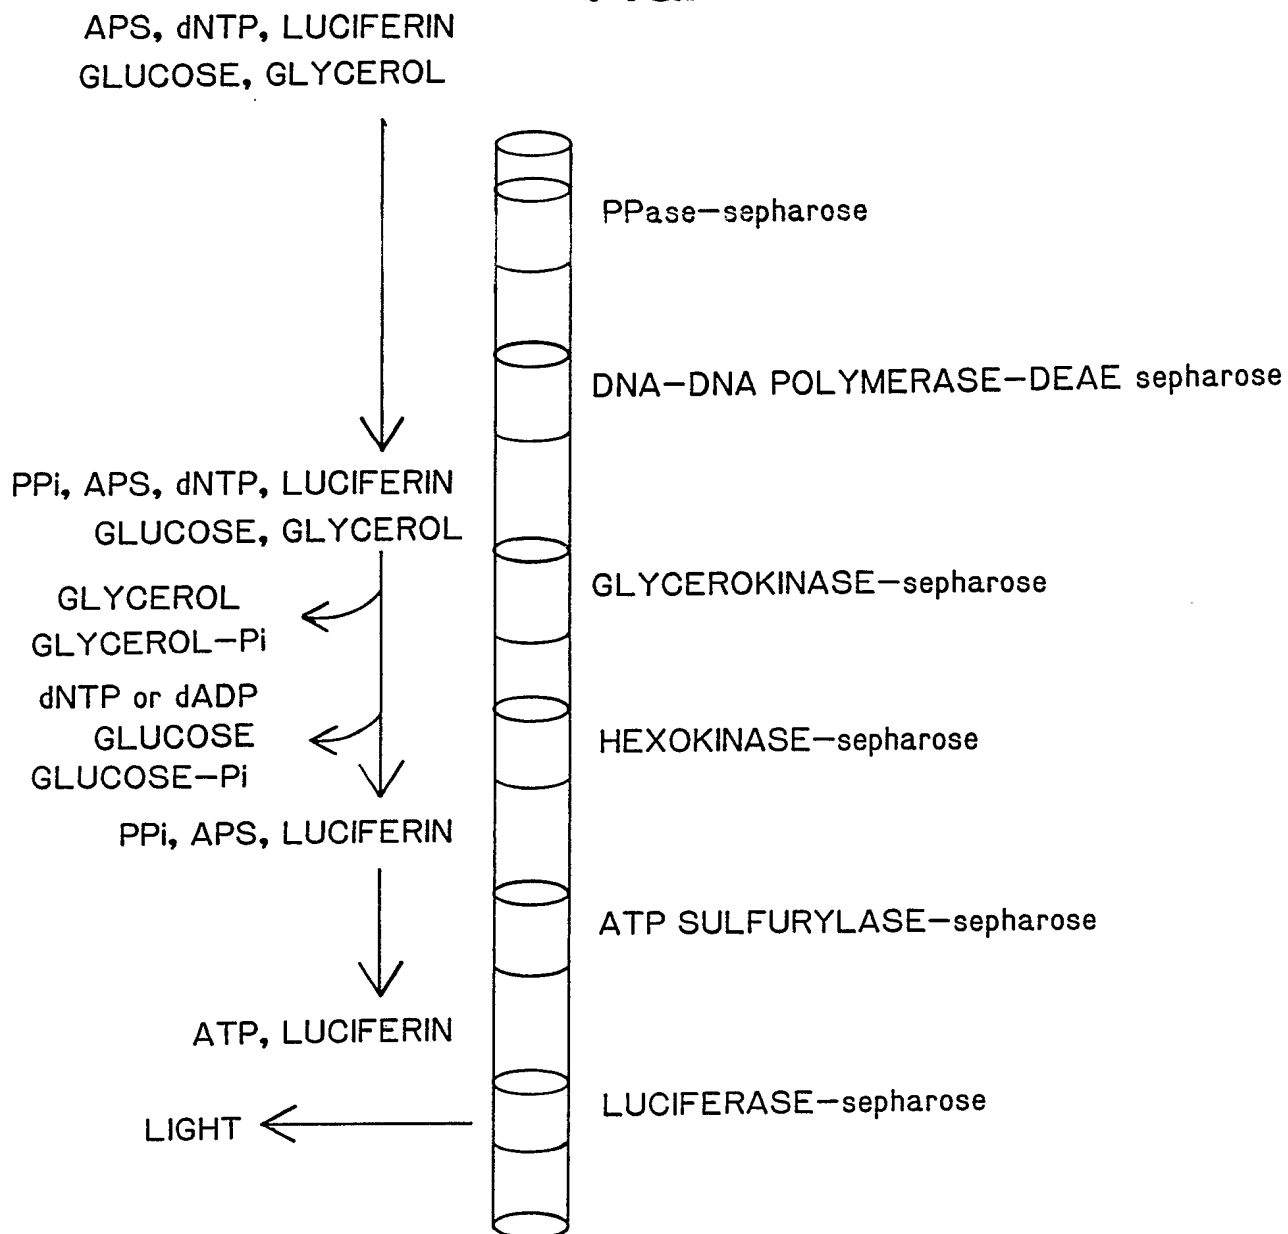 APS, dNTP, LUCIFERIN
GLUCOSE, GLYCEROL
PPase-sepharose
DNA-DNA POLYMERASE-DEAE sepharose
PPi, APS, dNTP, LUCIFERIN
GLUCOSE, GLYCEROL
GLYCEROKINASE-sepharose
GLYCEROL
GLYCEROL-Pi
dNTP or dADP
GLUCOSE
GLUCOSE-Pi
HEXOKINASE-sepharose
PPi, APS, LUCIFERIN
ATP SULFURYLASE-sepharose
ATP, LUCIFERIN
LUCIFERASE-sepharose
LIGHT